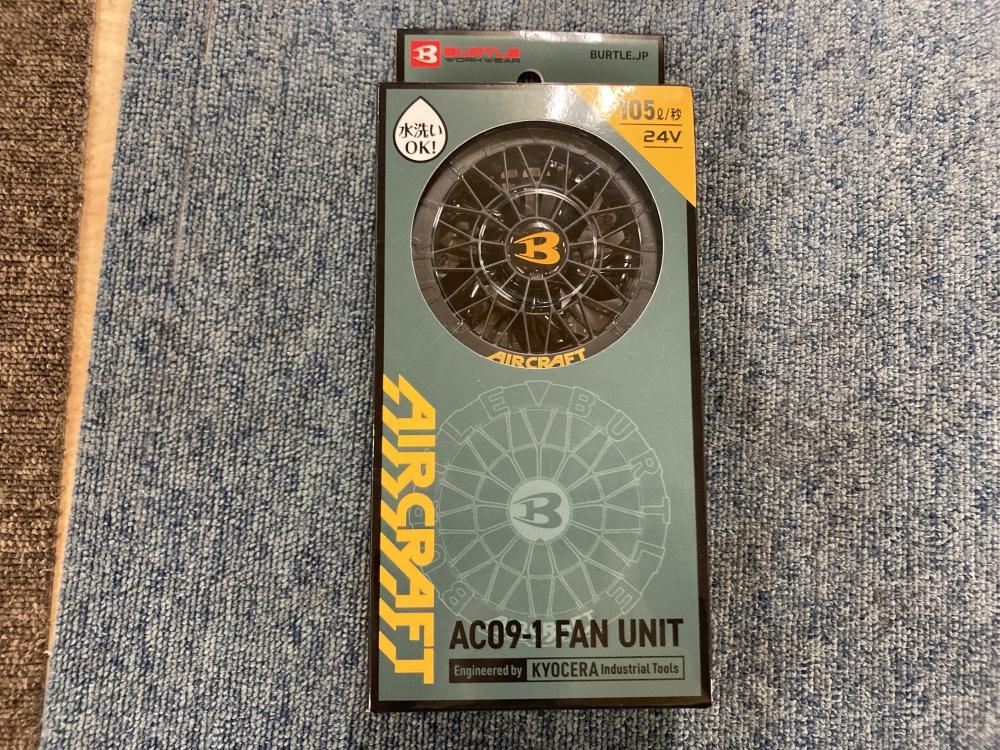 BURTLE
WORKWEAR
BURTLE.JP
水洗い
OK!
105ℓ/秒
24V
B
AIRCRAFT
BURTLE
B
AIRCRAFT
AC09-1 FAN UNIT
Engineered by KYOCERA Industrial Tools